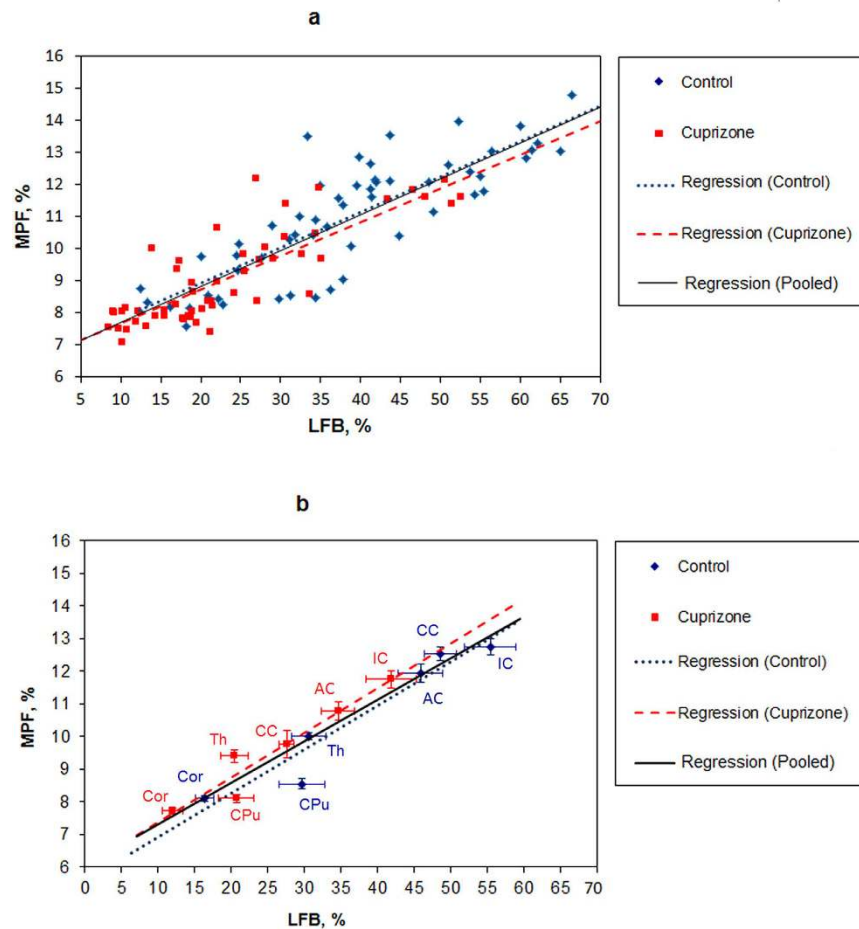 a
16
15
14
13
12
11
10
9
8
7
6
MPF, %
5 10 15 20 25 30 35 40 45 50 55 60 65 70
LFB, %
Control
Cuprizone
Regression (Control)
Regression (Cuprizone)
Regression (Pooled)
b
16
15
14
13
12
11
10
9
8
7
6
MPF, %
0 5 10 15 20 25 30 35 40 45 50 55 60 65 70
LFB, %
CC
IC
IC
AC
AC
Th
CC
Th
Cor
Cor
CPu
CPu
Control
Cuprizone
Regression (Control)
Regression (Cuprizone)
Regression (Pooled)